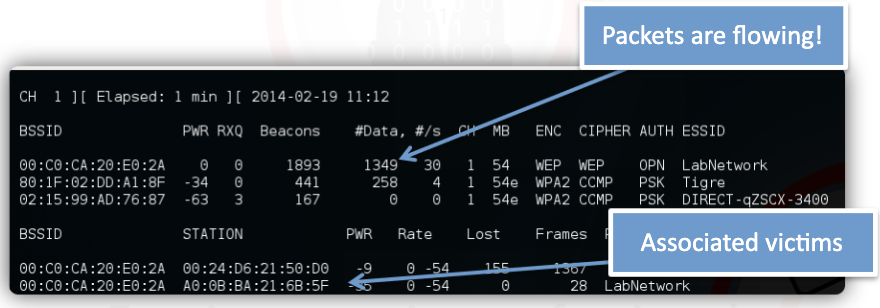 Packets are flowing!
CH 1 ][ Elapsed: 1 min ][ 2014-02-19 11:12
BSSID PWR RXQ Beacons #Data, #/s CH MB ENC CIPHER AUTH ESSID
00:C0:CA:20:E0:2A 0 0 1893 1349 30 1 54 WEP WEP OPN LabNetwork
80:1F:02:DD:A1:8F -34 0 441 258 4 1 54e WPA2 CCMP PSK Tigre
02:15:99:AD:76:87 -63 3 167 0 0 1 54e WPA2 CCMP PSK DIRECT-qZSCX-3400
BSSID STATION PWR Rate Lost Frames
Associated victims
00:C0:CA:20:E0:2A 00:24:D6:21:50:D0 -9 0 -54 155 1367
00:C0:CA:20:E0:2A A0:0B:BA:21:6B:5F 0 -54 0 28 LabNetwork